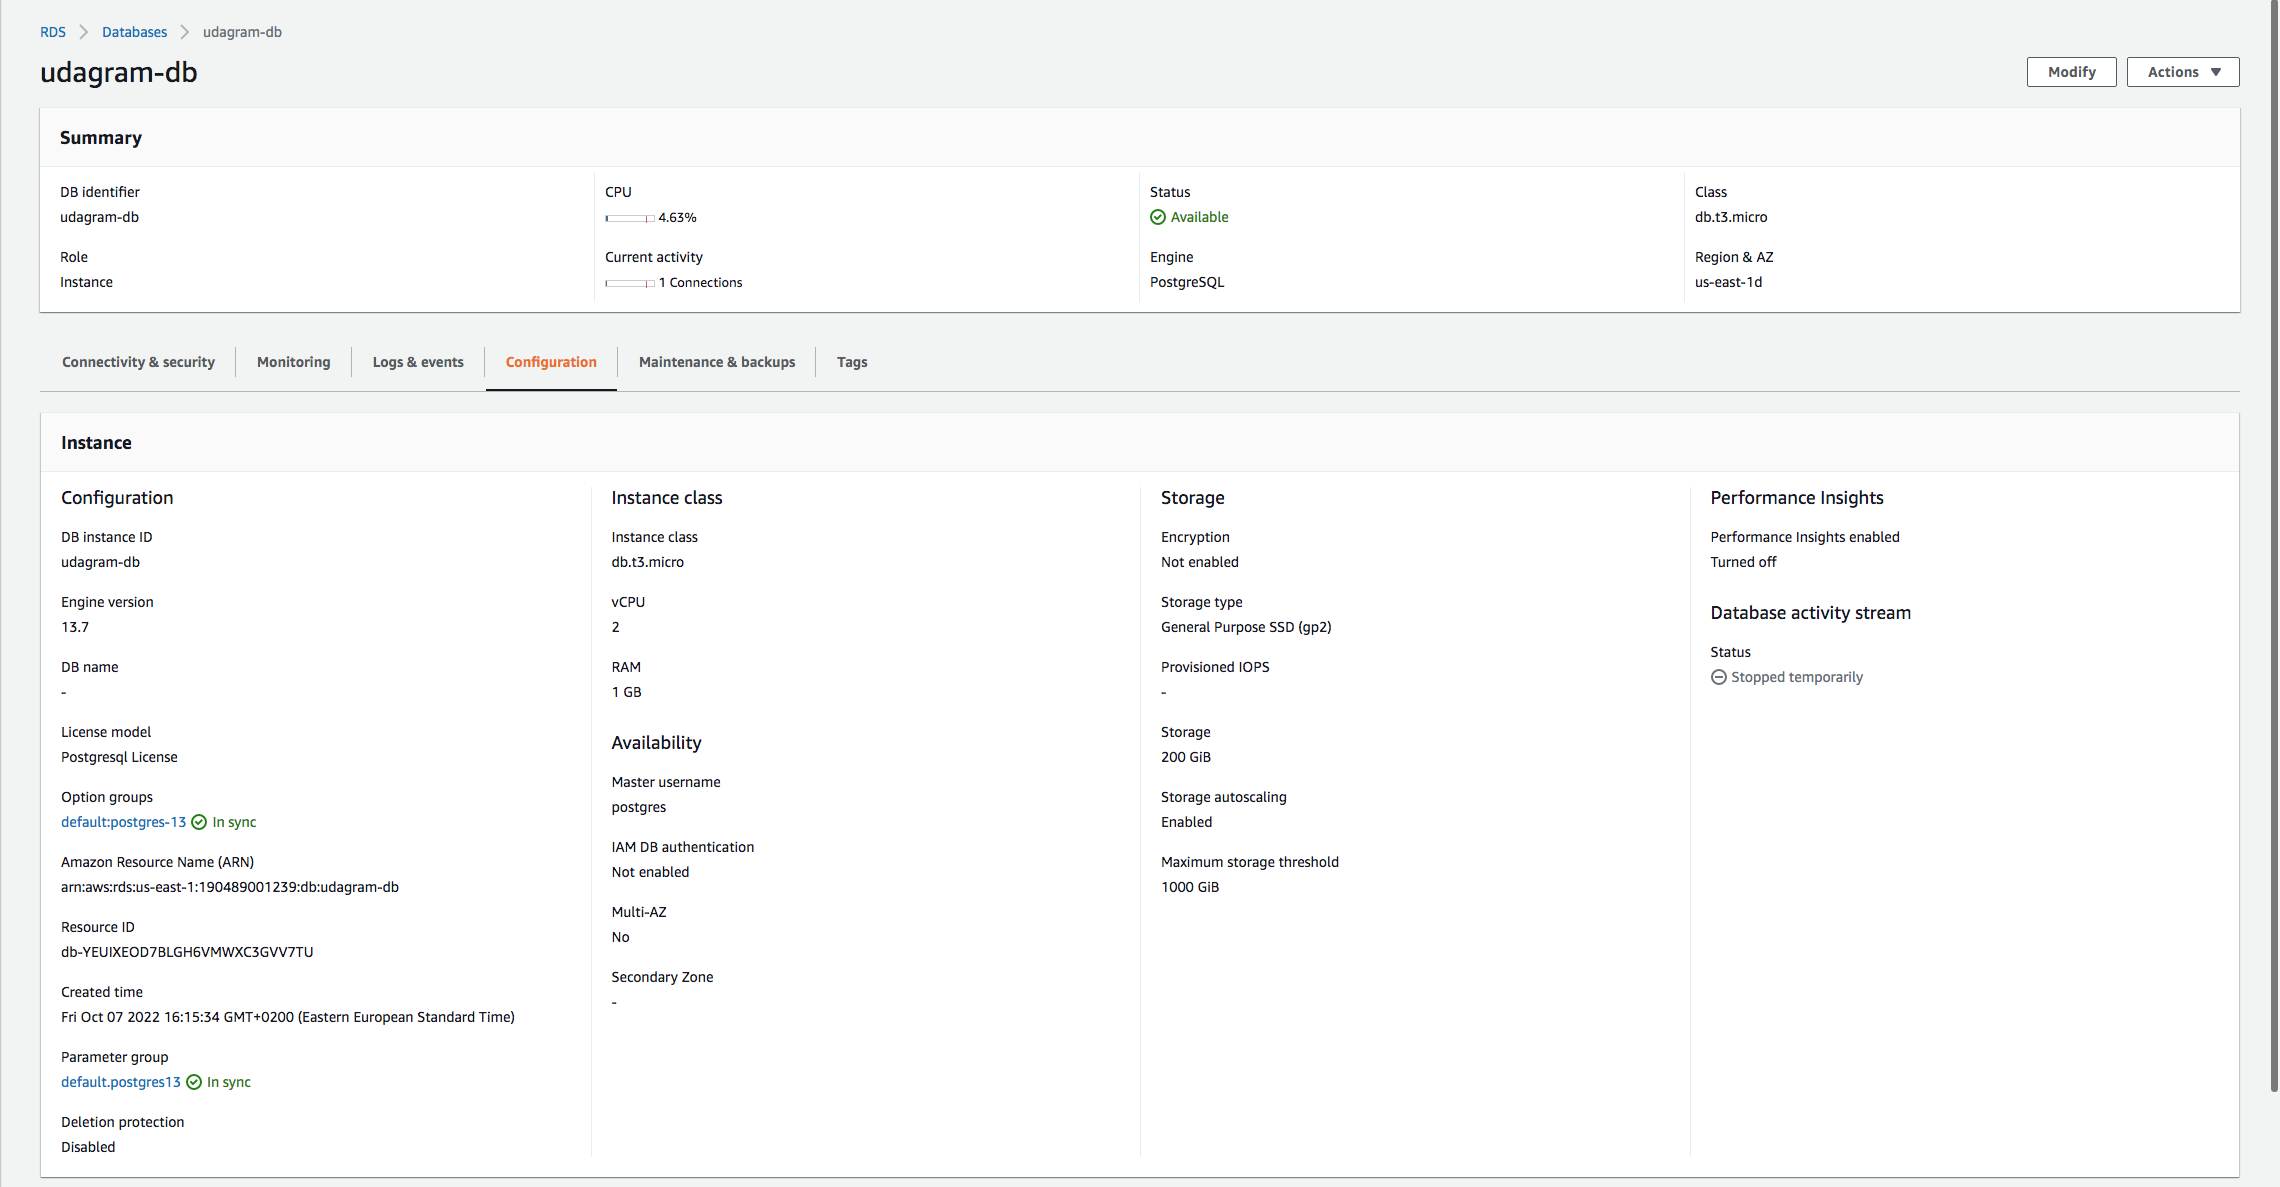 RDS Databases udagram-db
udagram-db
Modify
Actions
Summary
DB identifier
udagram-db
Role
Instance
CPU
4.63%
Current activity
1 Connections
Status
Available
Engine
PostgreSQL
Class
db.t3.micro
Region & AZ
us-east-1d
Connectivity & security
Monitoring
Logs & events
Configuration
Maintenance & backups
Tags
Instance
Configuration
DB instance ID
udagram-db
Engine version
13.7
DB name
-
License model
Postgresql License
Option groups
default:postgres-13 In sync
Amazon Resource Name (ARN)
arn:aws:rds:us-east-1:190489001239:db:udagram-db
Resource ID
db-YEUIXEOD7BLGH6VMWXC3GVV7TU
Created time
Fri Oct 07 2022 16:15:34 GMT+0200 (Eastern European Standard Time)
Parameter group
default.postgres13 In sync
Deletion protection
Disabled
Instance class
Instance class
db.t3.micro
vCPU
2
RAM
1 GB
Availability
Master username
postgres
IAM DB authentication
Not enabled
Multi-AZ
No
Secondary Zone
-
Storage
Encryption
Not enabled
Storage type
General Purpose SSD (gp2)
Provisioned IOPS
-
Storage
200 GiB
Storage autoscaling
Enabled
Maximum storage threshold
1000 GiB
Performance Insights
Performance Insights enabled
Turned off
Database activity stream
Status
Stopped temporarily